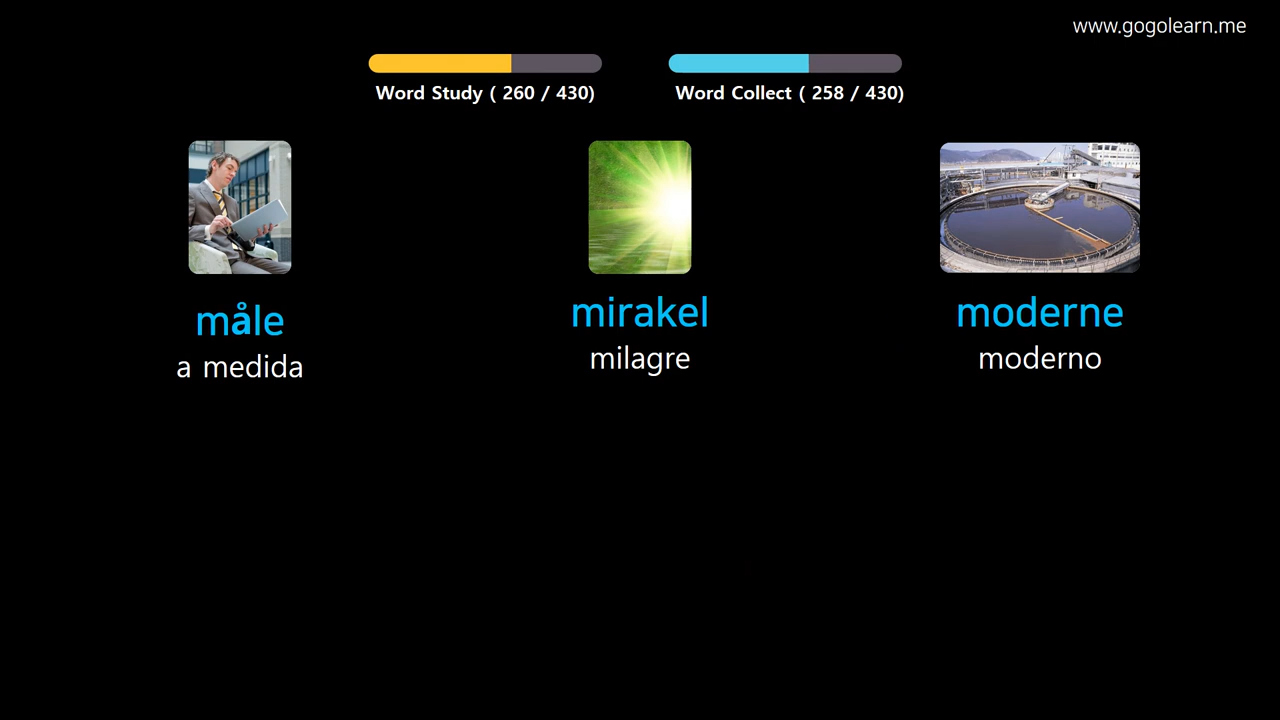 www.gogolearn.me
Word Study ( 260 / 430)
Word Collect ( 258 / 430)
måle
a medida
mirakel
milagre
moderne
moderno